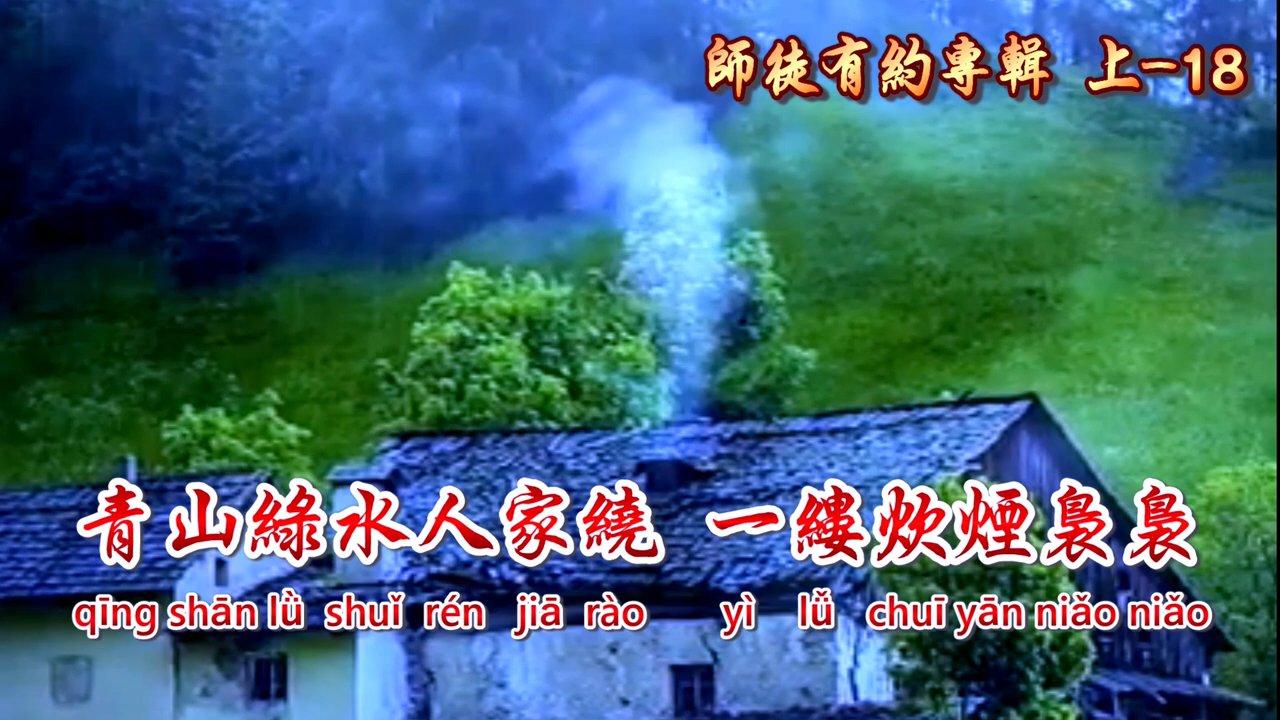 師徒有約專輯 上-18
青山綠水人家繞 一縷炊煙裊裊
qīng shān lǜ shuǐ rén jiā rào yì lǚ chuī yān niǎo niǎo